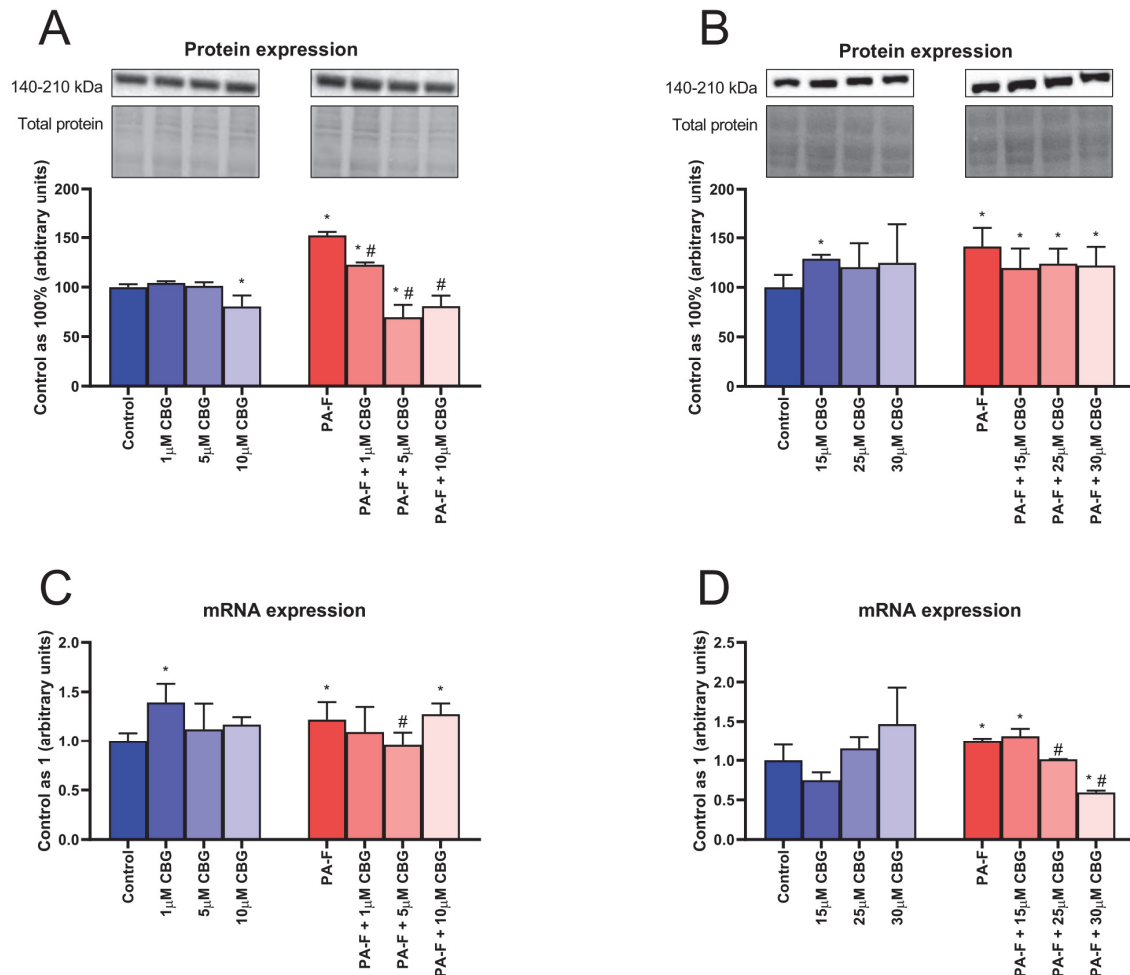 A
Protein expression
140-210 kDa
Total protein
Control as 100% (arbitrary units)
200
150
100
50
0
*
*
* #
* #
#
Control
1μM CBG
5μM CBG
10μM CBG
PA-F
PA-F + 1μM CBG
PA-F + 5μM CBG
PA-F + 10μM CBG
B
Protein expression
140-210 kDa
Total protein
Control as 100% (arbitrary units)
200
150
100
50
0
*
*
*
*
*
Control
15μM CBG
25μM CBG
30μM CBG
PA-F
PA-F + 15μM CBG
PA-F + 25μM CBG
PA-F + 30μM CBG
C
mRNA expression
Control as 1 (arbitrary units)
2.0
1.5
1.0
0.5
0.0
*
*
#
*
Control
1μM CBG
5μM CBG
10μM CBG
PA-F
PA-F + 1μM CBG
PA-F + 5μM CBG
PA-F + 10μM CBG
D
mRNA expression
Control as 1 (arbitrary units)
2.5
2.0
1.5
1.0
0.5
0.0
*
*
#
* #
Control
15μM CBG
25μM CBG
30μM CBG
PA-F
PA-F + 15μM CBG
PA-F + 25μM CBG
PA-F + 30μM CBG